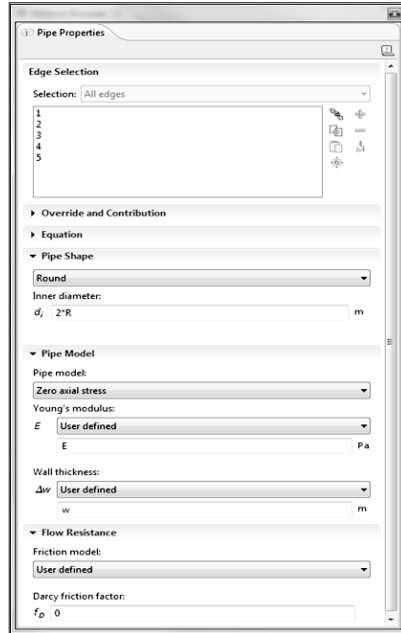 Pipe Properties
Edge Selection
Selection: All edges
1
2
3
4
5
Override and Contribution
Equation
Pipe Shape
Round
Inner diameter:
di 2*R m
Pipe Model
Pipe model:
Zero axial stress
Young's modulus:
E User defined
E Pa
Wall thickness:
Δw User defined
w m
Flow Resistance
Friction model:
User defined
Darcy friction factor:
fD 0